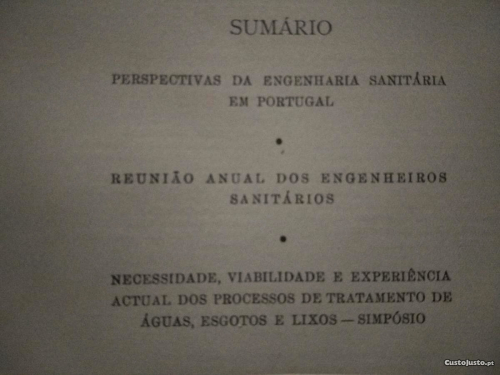 SUMÁRIO
PERSPECTIVAS DA ENGENHARIA SANITÁRIA
EM PORTUGAL
•
REUNIÃO ANUAL DOS ENGENHEIROS
SANITÁRIOS
•
NECESSIDADE, VIABILIDADE E EXPERIÊNCIA
ACTUAL DOS PROCESSOS DE TRATAMENTO DE
ÁGUAS, ESGOTOS E LIXOS — SIMPÓSIO
CustoJusto.pt